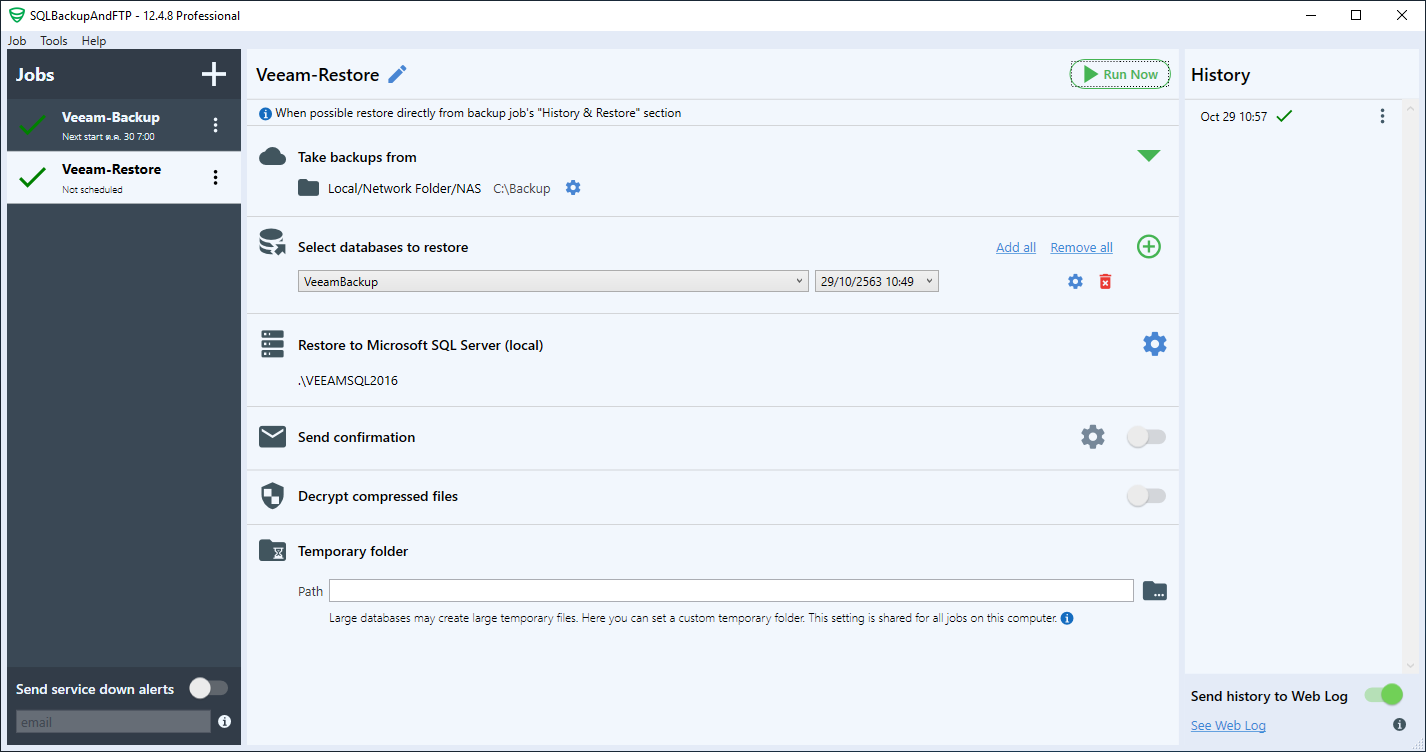 SQLBackupAndFTP - 12.4.8 Professional
Job Tools Help
Jobs
Veeam-Backup
Next start ต.ค. 30 7:00
Veeam-Restore
Not scheduled
Send service down alerts
email
Veeam-Restore
Run Now
When possible restore directly from backup job's "History & Restore" section
Take backups from
Local/Network Folder/NAS C:\Backup
Select databases to restore Add all Remove all
VeeamBackup 29/10/2563 10:49
Restore to Microsoft SQL Server (local)
.\VEEAMSQL2016
Send confirmation
Decrypt compressed files
Temporary folder
Path
Large databases may create large temporary files. Here you can set a custom temporary folder. This setting is shared for all jobs on this computer.
History
Oct 29 10:57
Send history to Web Log
See Web Log